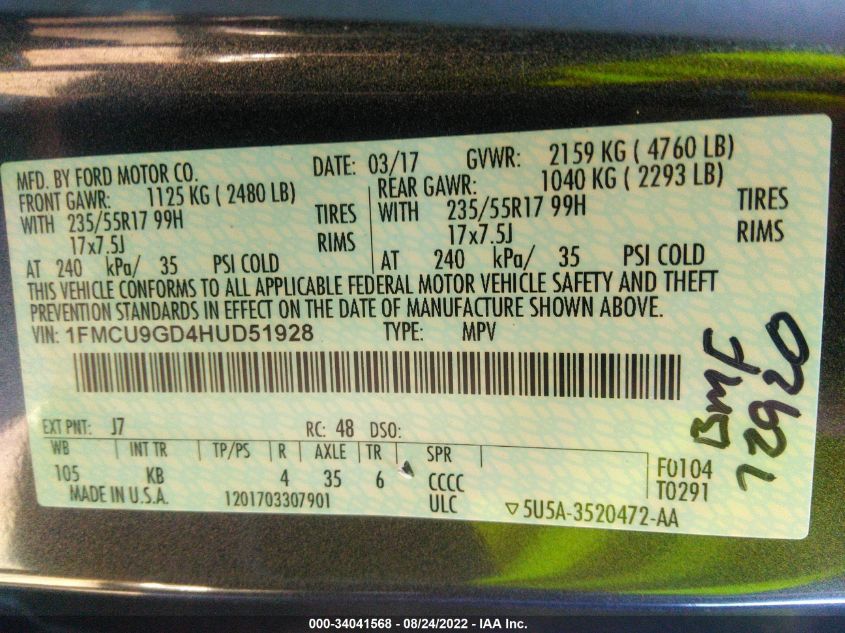 MFD. BY FORD MOTOR CO. DATE: 03/17 GVWR: 2159 KG ( 4760 LB)
FRONT GAWR: 1125 KG ( 2480 LB) REAR GAWR: 1040 KG ( 2293 LB)
WITH 235/55R17 99H TIRES WITH 235/55R17 99H TIRES
17x7.5J RIMS 17x7.5J RIMS
AT 240 kPa/ 35 PSI COLD AT 240 kPa/ 35 PSI COLD
THIS VEHICLE CONFORMS TO ALL APPLICABLE FEDERAL MOTOR VEHICLE SAFETY AND THEFT
PREVENTION STANDARDS IN EFFECT ON THE DATE OF MANUFACTURE SHOWN ABOVE.
VIN: 1FMCU9GD4HUD51928 TYPE: MPV
EXT PNT: J7 RC: 48 DSO:
WB INT TR TP/PS R AXLE TR SPR
105 KB 4 35 6 CCCC F0104
MADE IN U.S.A. 1201703307901 ULC T0291
▽5U5A-3520472-AA
BMF
12920
000-34041568 - 08/24/2022 - IAA Inc.